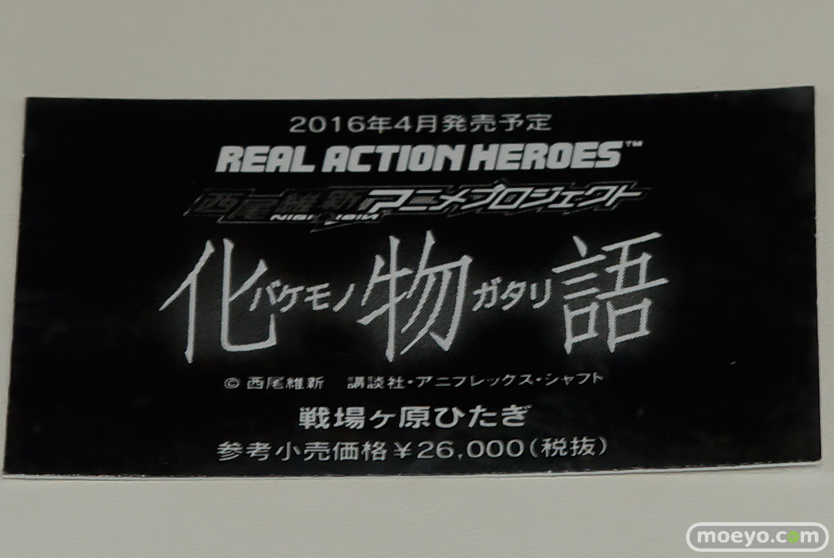 2016年4月発売予定
REAL ACTION HEROES™
西尾維新アニメプロジェクト
化バケモノ物ガタリ語
© 西尾維新 講談社・アニプレックス・シャフト
戦場ヶ原ひたぎ
参考小売価格¥26,000(税抜)
moeyo.com